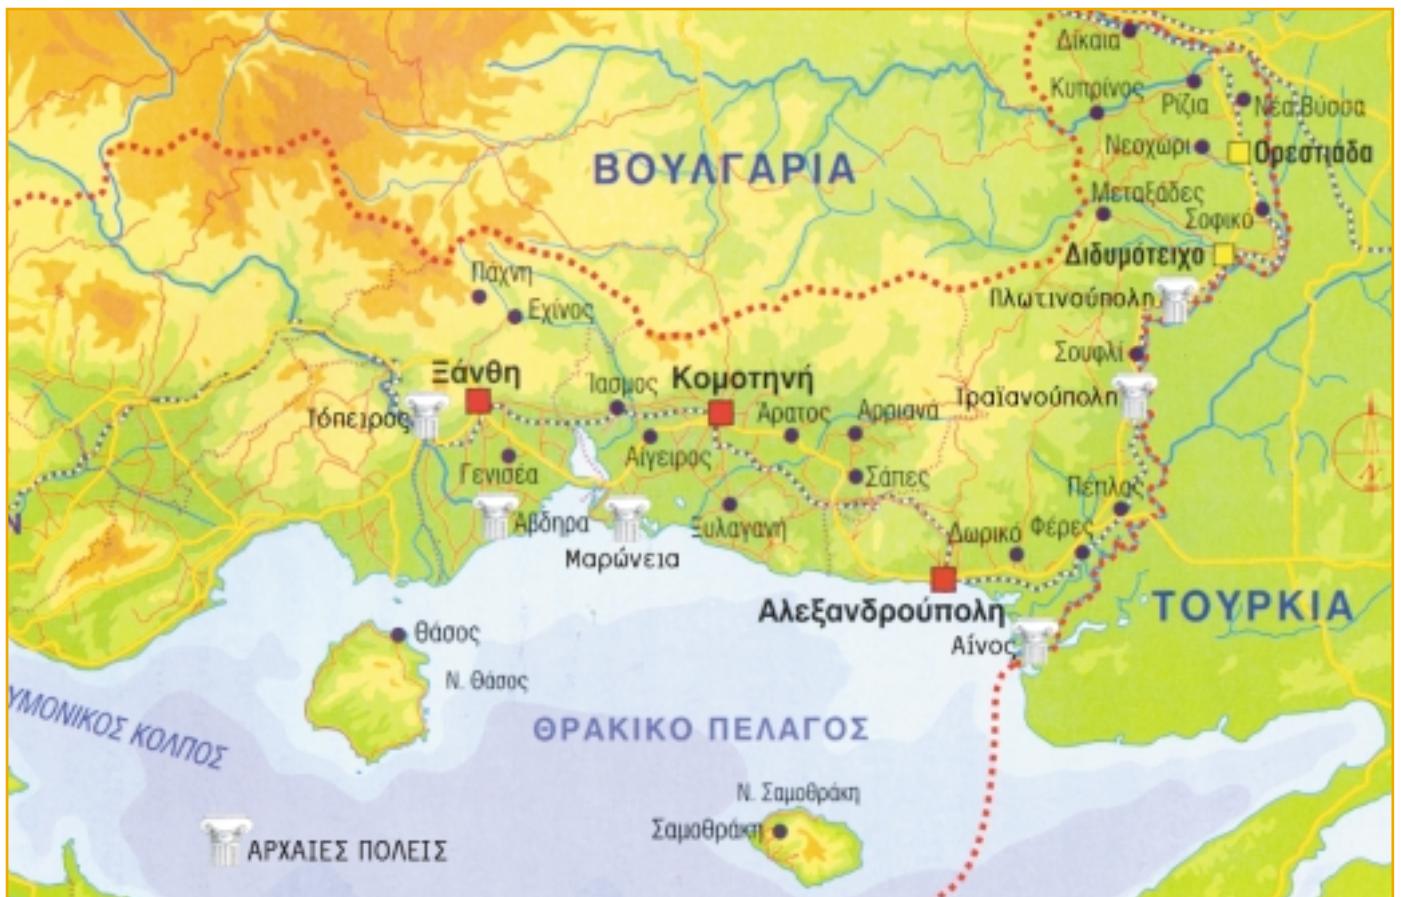 Δίκαια
Κυπρίνος
Ρίζια
Νέα Βύσσα
Νεοχώρι
Ορεστιάδα
ΒΟΥΛΓΑΡΙΑ
Μεταξάδες
Σοφικό
Διδυμότειχο
Πάχνη
Πλωτινούπολη
Εχίνος
Σουφλί
Ξάνθη
Ίασμος
Κομοτηνή
Τραϊανούπολη
Τόπειρος
Άρατος
Αρριανά
Αίγειρος
Γενισέα
Σάπες
Πέπλος
Άβδηρα
Ξυλαγανή
Δωρικό
Φέρες
Μαρώνεια
Αλεξανδρούπολη
ΤΟΥΡΚΙΑ
Θάσος
Αίνος
Ν. Θάσος
ΥΜΟΝΙΚΟΣ ΚΟΛΠΟΣ
ΘΡΑΚΙΚΟ ΠΕΛΑΓΟΣ
Ν. Σαμοθράκη
Σαμοθράκη
ΑΡΧΑΙΕΣ ΠΟΛΕΙΣ